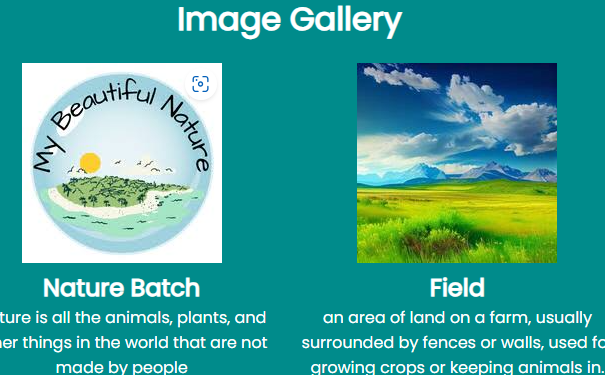 Image Gallery
My Beautiful Nature
Nature Batch
ture is all the animals, plants, and
er things in the world that are not
made by people
Field
an area of land on a farm, usually
surrounded by fences or walls, used fo
growing crops or keeping animals in.